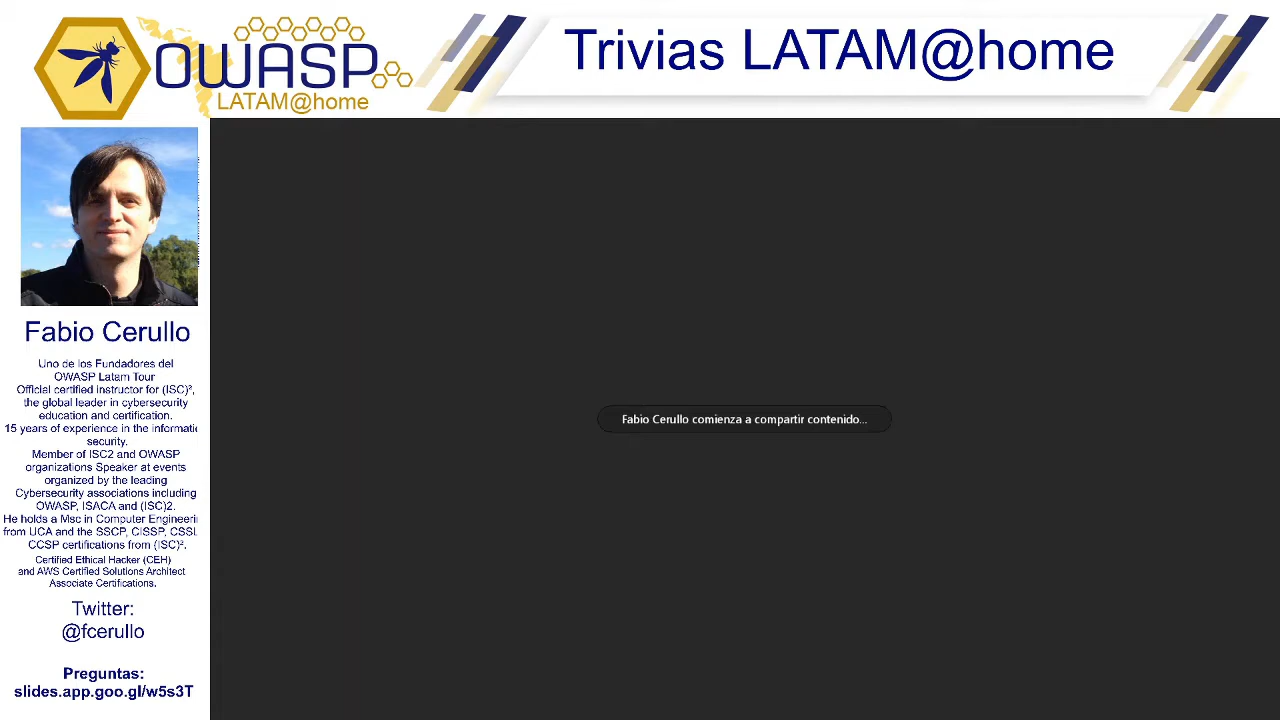 OWASP
LATAM@home
Trivias LATAM@home
Fabio Cerullo
Uno de los Fundadores del
OWASP Latam Tour
Official certified instructor for (ISC)²,
the global leader in cybersecurity
education and certification.
15 years of experience in the informatic
security.
Member of ISC2 and OWASP
organizations Speaker at events
organized by the leading
Cybersecurity associations including
OWASP, ISACA and (ISC)2.
He holds a Msc in Computer Engineeri
from UCA and the SSCP, CISSP, CSSL
CCSP certifications from (ISC)².
Certified Ethical Hacker (CEH)
and AWS Certified Solutions Architect
Associate Certifications.
Twitter:
@fcerullo
Preguntas:
slides.app.goo.gl/w5s3T
Fabio Cerullo comienza a compartir contenido...